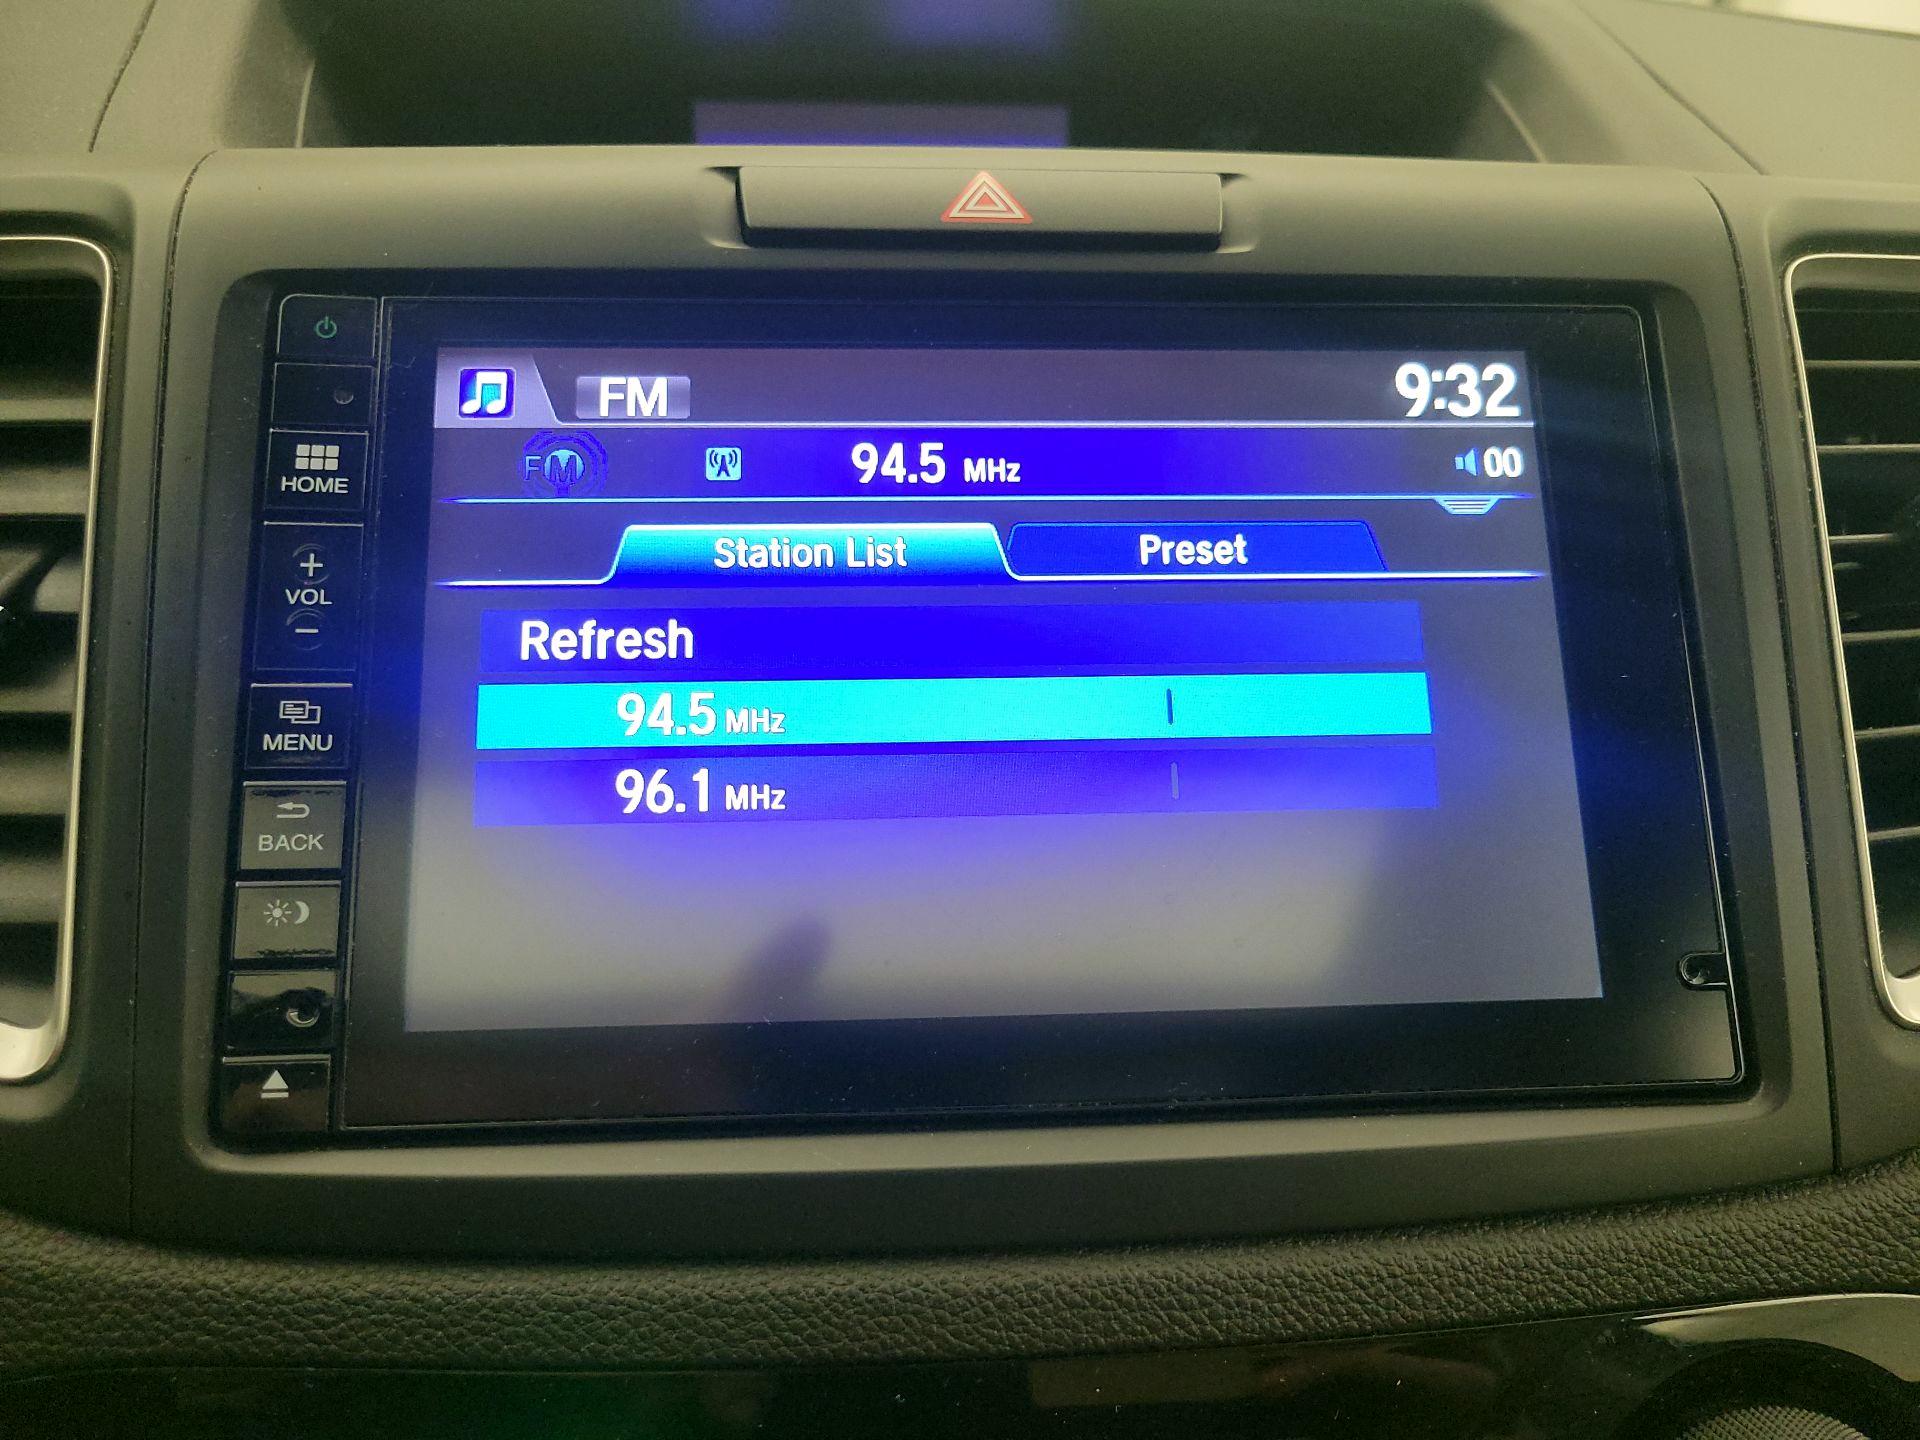 FM
9:32
FM
94.5 MHz
00
Station List
Preset
Refresh
94.5 MHz
96.1 MHz
HOME
+
VOL
−
MENU
BACK